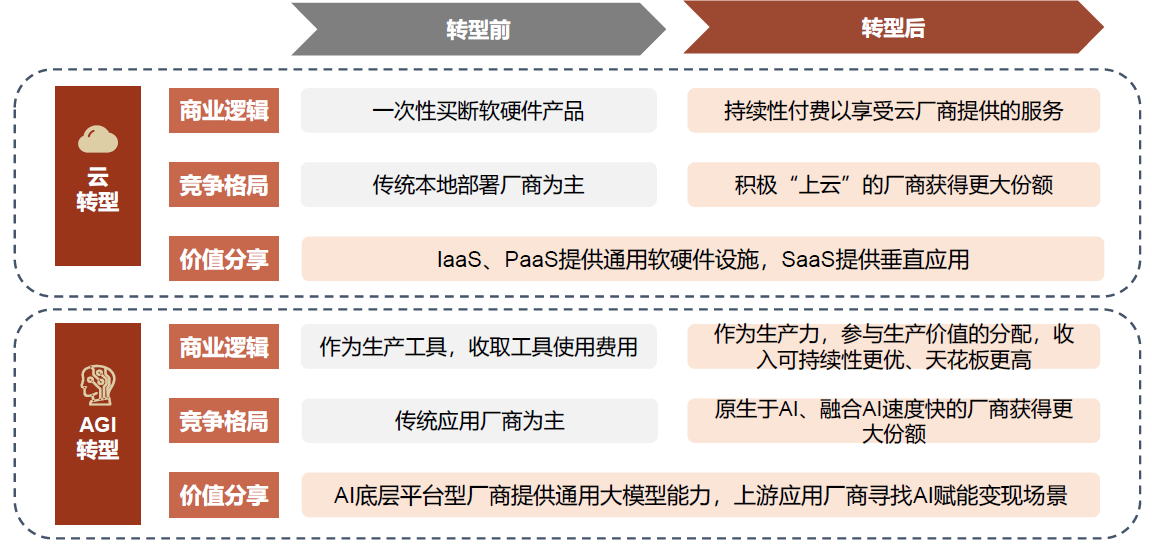 转型前
转型后
云
转型
商业逻辑
一次性买断软硬件产品
持续性付费以享受云厂商提供的服务
竞争格局
传统本地部署厂商为主
积极“上云”的厂商获得更大份额
价值分享
IaaS、PaaS提供通用软硬件设施，SaaS提供垂直应用
AGI
转型
商业逻辑
作为生产工具，收取工具使用费用
作为生产力，参与生产价值的分配，收
入可持续性更优、天花板更高
竞争格局
传统应用厂商为主
原生于AI、融合AI速度快的厂商获得更
大份额
价值分享
AI底层平台型厂商提供通用大模型能力，上游应用厂商寻找AI赋能变现场景